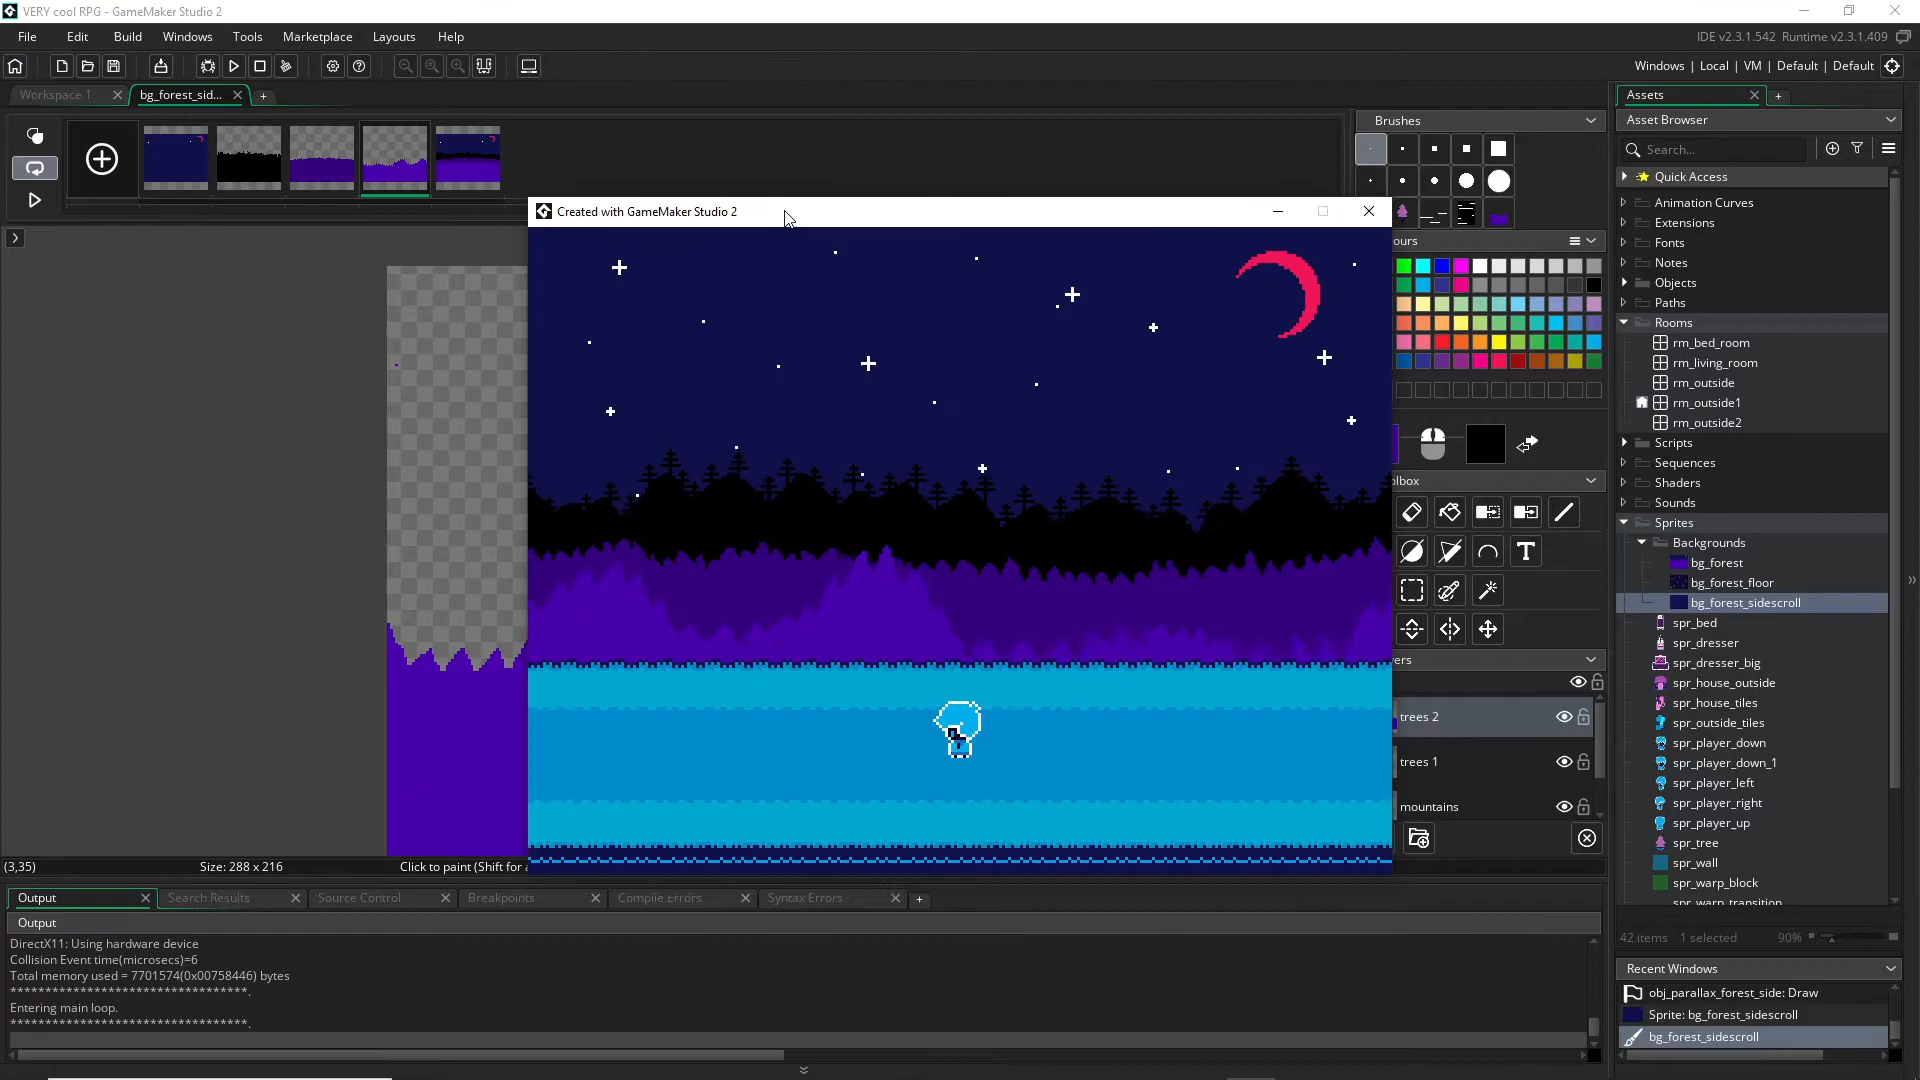 VERY cool RPG - GameMaker Studio 2
File Edit Build Windows Tools Marketplace Layouts Help
IDE v2.3.1.542 Runtime v2.3.1.409
Windows | Local | VM | Default | Default
Workspace 1
bg_forest_sid...
Assets
Asset Browser
Search...
Brushes
Created with GameMaker Studio 2
ours
olbox
ers
trees 2
trees 1
mountains
Quick Access
Animation Curves
Extensions
Fonts
Notes
Objects
Paths
Rooms
rm_bed_room
rm_living_room
rm_outside
rm_outside1
rm_outside2
Scripts
Sequences
Shaders
Sounds
Sprites
Backgrounds
bg_forest
bg_forest_floor
bg_forest_sidescroll
spr_bed
spr_dresser
spr_dresser_big
spr_house_outside
spr_house_tiles
spr_outside_tiles
spr_player_down
spr_player_down_1
spr_player_left
spr_player_right
spr_player_up
spr_tree
spr_wall
spr_warp_block
spr_warp_transition
42 items 1 selected 90%
Recent Windows
obj_parallax_forest_side: Draw
Sprite: bg_forest_sidescroll
bg_forest_sidescroll
(3,35) Size: 288 x 216 Click to paint (Shift for a
Output Search Results Source Control Breakpoints Compile Errors Syntax Errors
Output
DirectX11: Using hardware device
Collision Event time(microsecs)=6
Total memory used = 7701574(0x00758446) bytes
**********************************.
Entering main loop.
**********************************.